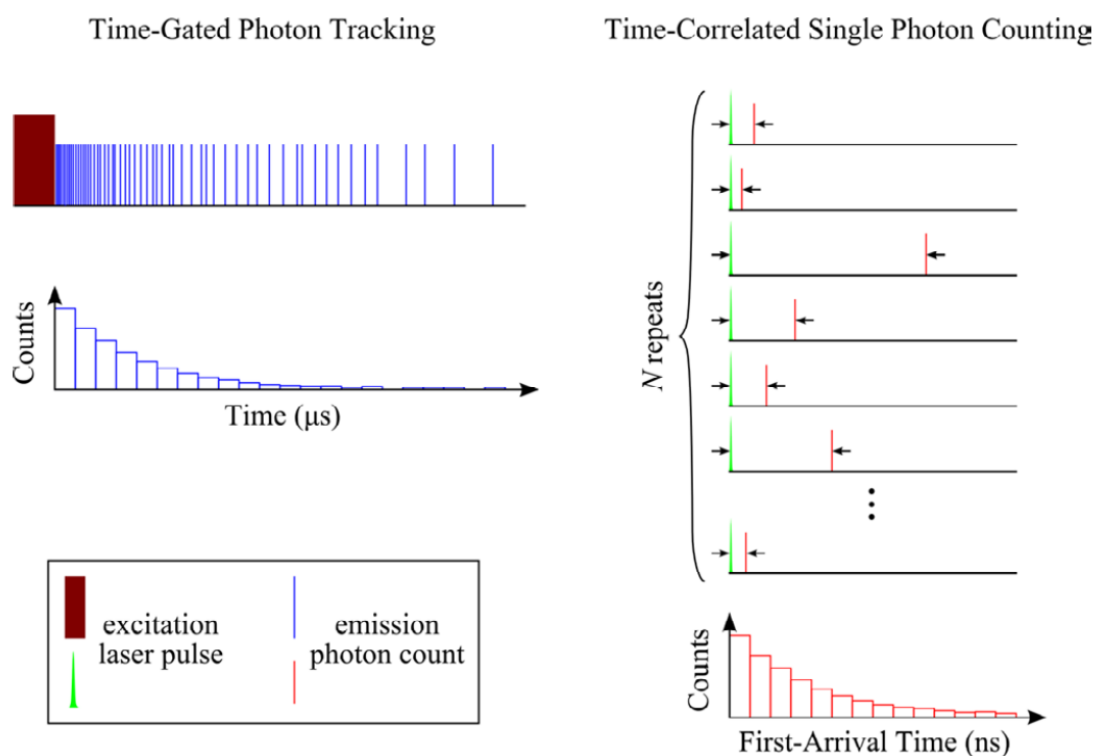 Time-Gated Photon Tracking
Counts
Time (μs)
excitation
laser pulse
emission
photon count
Time-Correlated Single Photon Counting
N repeats
Counts
First-Arrival Time (ns)